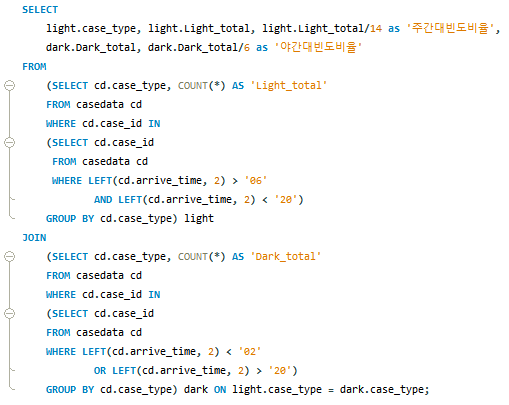 SELECT
light.case_type, light.Light_total, light.Light_total/14 as '주간대빈도비율',
dark.Dark_total, dark.Dark_total/6 as '야간대빈도비율'
FROM
(SELECT cd.case_type, COUNT(*) AS 'Light_total'
FROM casedata cd
WHERE cd.case_id IN
(SELECT cd.case_id
FROM casedata cd
WHERE LEFT(cd.arrive_time, 2) > '06'
AND LEFT(cd.arrive_time, 2) < '20')
GROUP BY cd.case_type) light
JOIN
(SELECT cd.case_type, COUNT(*) AS 'Dark_total'
FROM casedata cd
WHERE cd.case_id IN
(SELECT cd.case_id
FROM casedata cd
WHERE LEFT(cd.arrive_time, 2) < '02'
OR LEFT(cd.arrive_time, 2) > '20')
GROUP BY cd.case_type) dark ON light.case_type = dark.case_type;